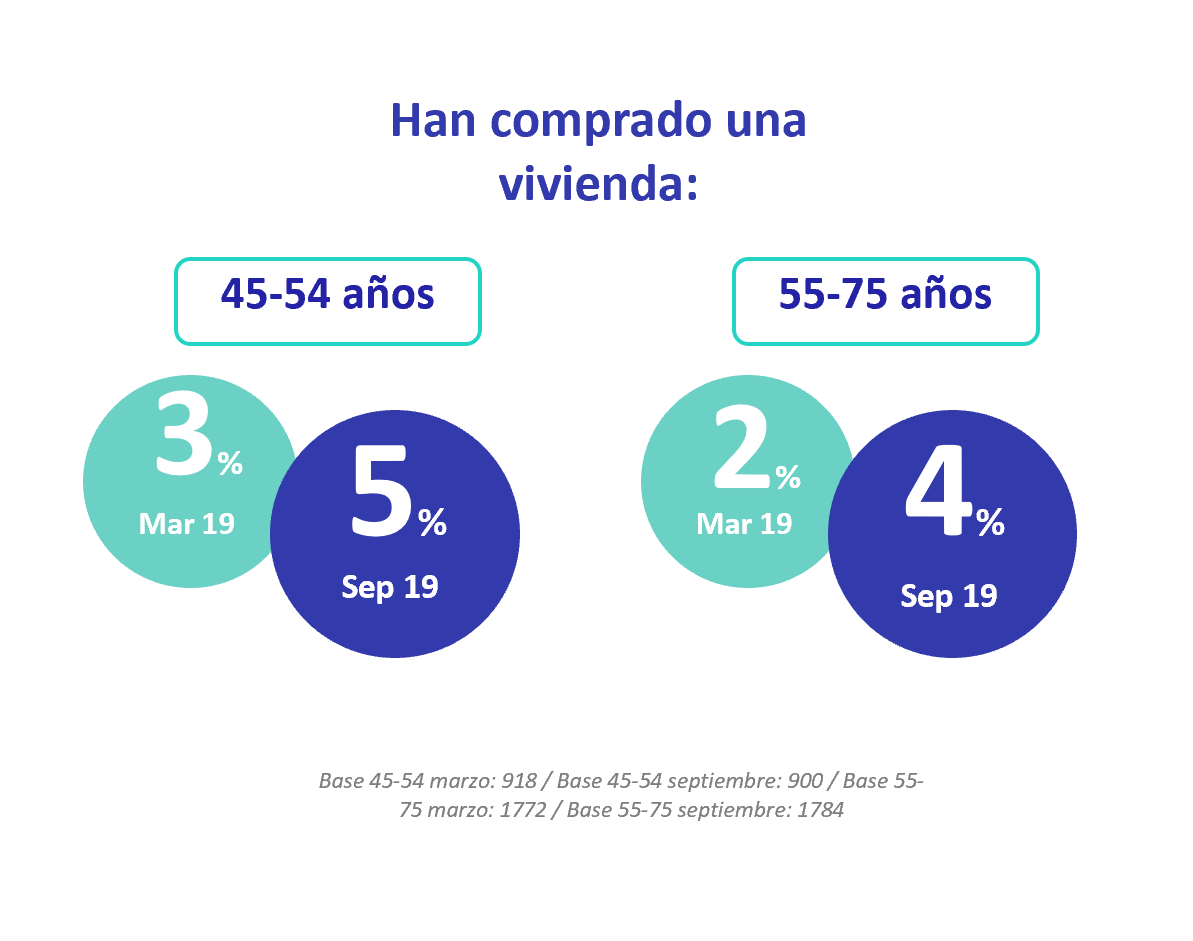 Han comprado una
vivienda:
45-54 años
55-75 años
3%
Mar 19
5%
Sep 19
2%
Mar 19
4%
Sep 19
Base 45-54 marzo: 918 / Base 45-54 septiembre: 900 / Base 55-
75 marzo: 1772 / Base 55-75 septiembre: 1784